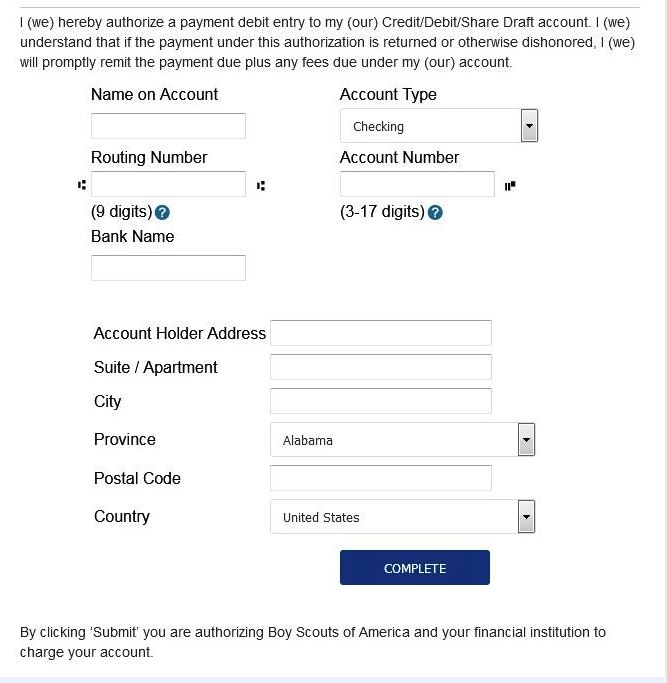 I (we) hereby authorize a payment debit entry to my (our) Credit/Debit/Share Draft account. I (we)
understand that if the payment under this authorization is returned or otherwise dishonored, I (we)
will promptly remit the payment due plus any fees due under my (our) account.
Name on Account
Account Type
Checking
Routing Number
Account Number
(9 digits) ?
(3-17 digits) ?
Bank Name
Account Holder Address
Suite / Apartment
City
Province
Alabama
Postal Code
Country
United States
COMPLETE
By clicking ‘Submit’ you are authorizing Boy Scouts of America and your financial institution to
charge your account.